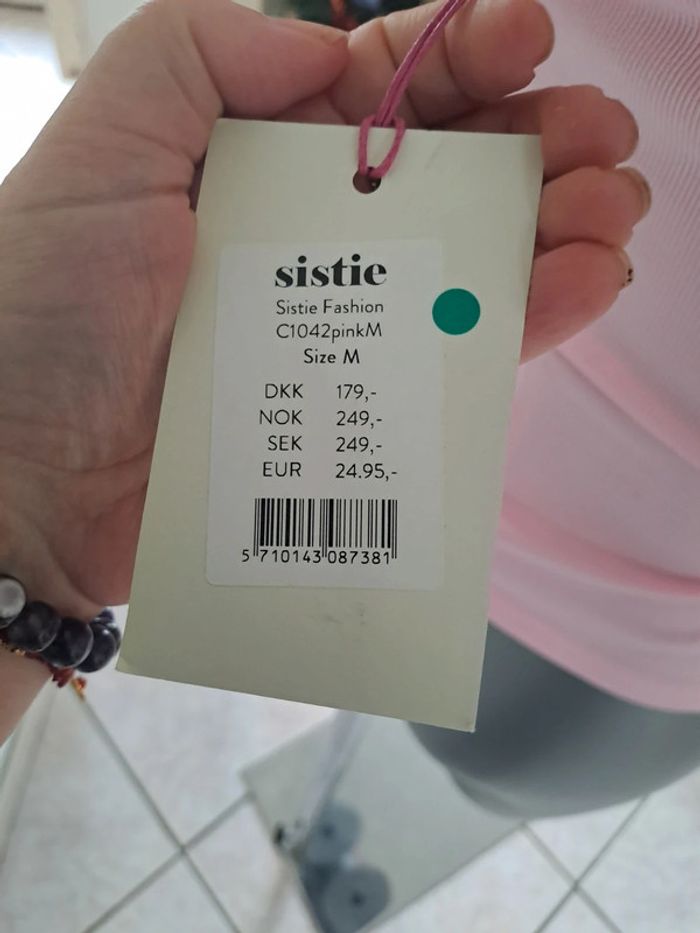 sistie
Sistie Fashion
C1042pinkM
Size M
DKK 179,-
NOK 249,-
SEK 249,-
EUR 24.95,-
5 710143 087381